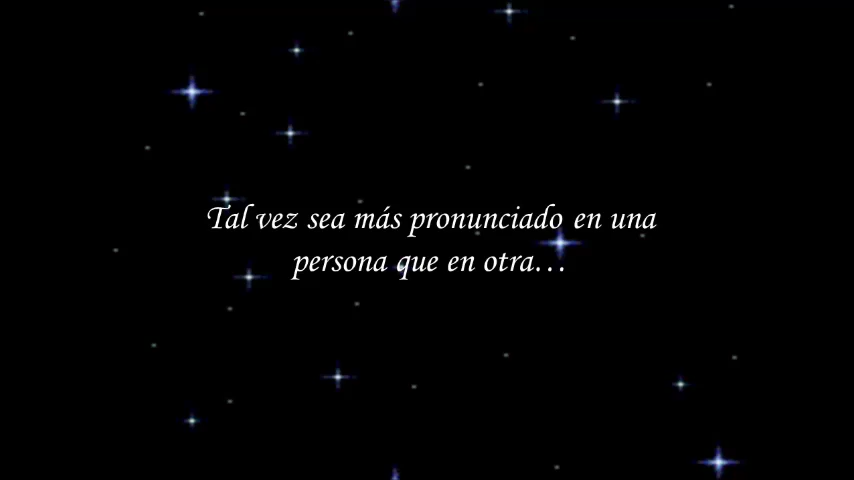 Tal vez sea más pronunciado en una
persona que en otra…